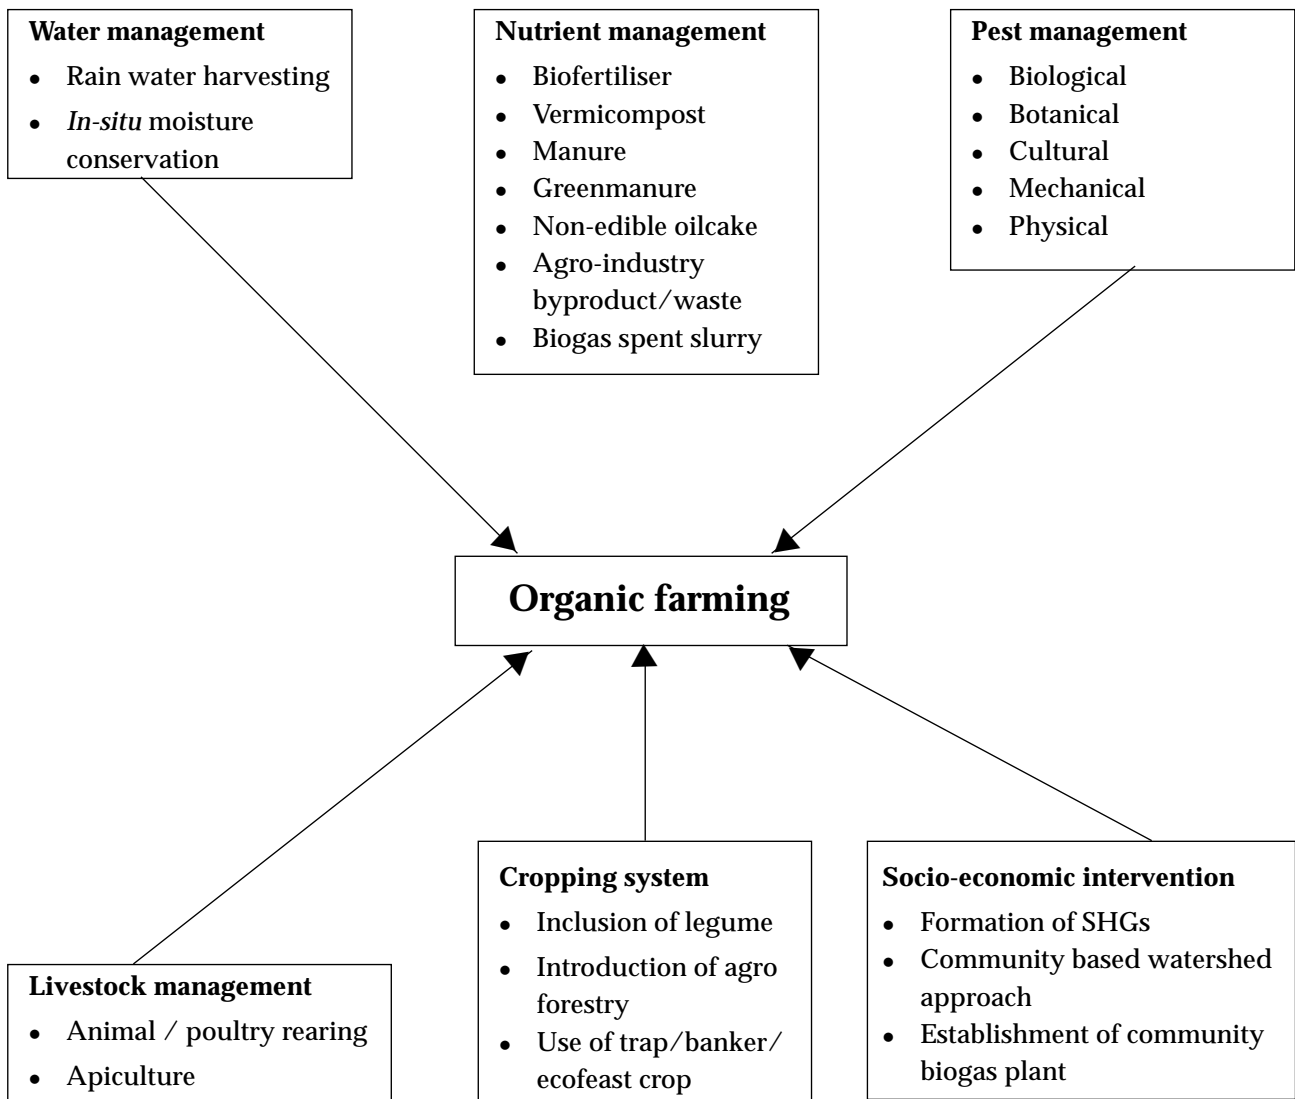 Water management
• Rain water harvesting
• In-situ moisture
conservation
Nutrient management
• Biofertiliser
• Vermicompost
• Manure
• Greenmanure
• Non-edible oilcake
• Agro-industry
byproduct/waste
• Biogas spent slurry
Pest management
• Biological
• Botanical
• Cultural
• Mechanical
• Physical
Organic farming
Livestock management
• Animal / poultry rearing
• Apiculture
Cropping system
• Inclusion of legume
• Introduction of agro
forestry
• Use of trap/banker/
ecofeast crop
Socio-economic intervention
• Formation of SHGs
• Community based watershed
approach
• Establishment of community
biogas plant